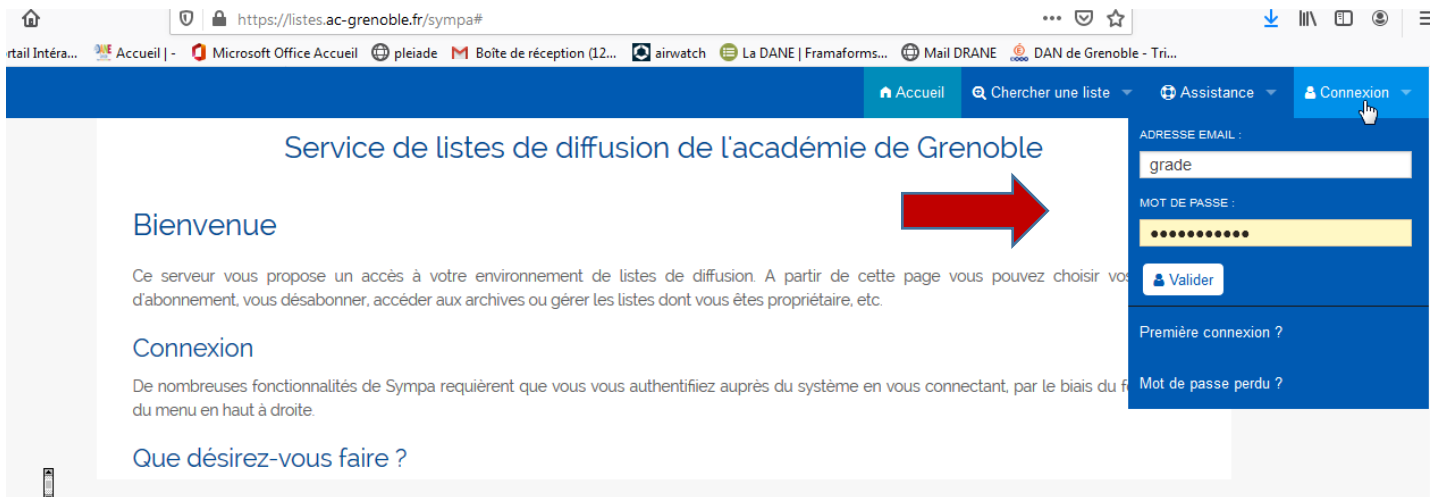 https://listes.ac-grenoble.fr/sympa#
rtail Intéra... Accueil | - Microsoft Office Accueil pleiade Boîte de réception (12... airwatch La DANE | Framaforms... Mail DRANE DAN de Grenoble - Tri...
Accueil Chercher une liste Assistance Connexion
Service de listes de diffusion de l'académie de Grenoble
ADRESSE EMAIL :
grade
MOT DE PASSE :
•••••••••••
Valider
Première connexion ?
Mot de passe perdu ?
Bienvenue
Ce serveur vous propose un accès à votre environnement de listes de diffusion. A partir de cette page vous pouvez choisir vos
d'abonnement, vous désabonner, accéder aux archives ou gérer les listes dont vous êtes propriétaire, etc.
Connexion
De nombreuses fonctionnalités de Sympa requièrent que vous vous authentifiiez auprès du système en vous connectant, par le biais du f
du menu en haut à droite.
Que désirez-vous faire ?